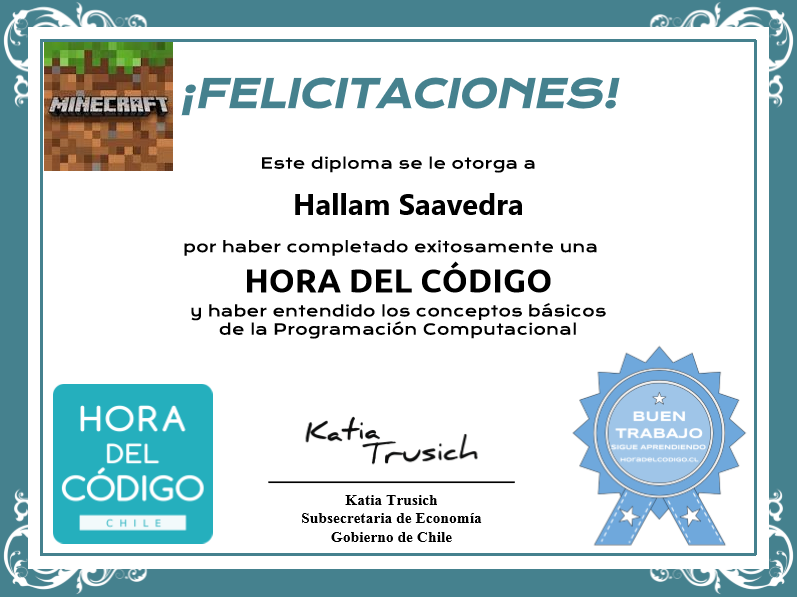 MINECRAFT
¡FELICITACIONES!
Este diploma se le otorga a
Hallam Saavedra
por haber completado exitosamente una
HORA DEL CÓDIGO
y haber entendido los conceptos básicos
de la Programación Computacional
HORA
DEL
CÓDIGO
CHILE
Katia
Trusich
Katia Trusich
Subsecretaria de Economía
Gobierno de Chile
BUEN
TRABAJO
SIGUE APRENDIENDO
HORADELCODIGO.CL